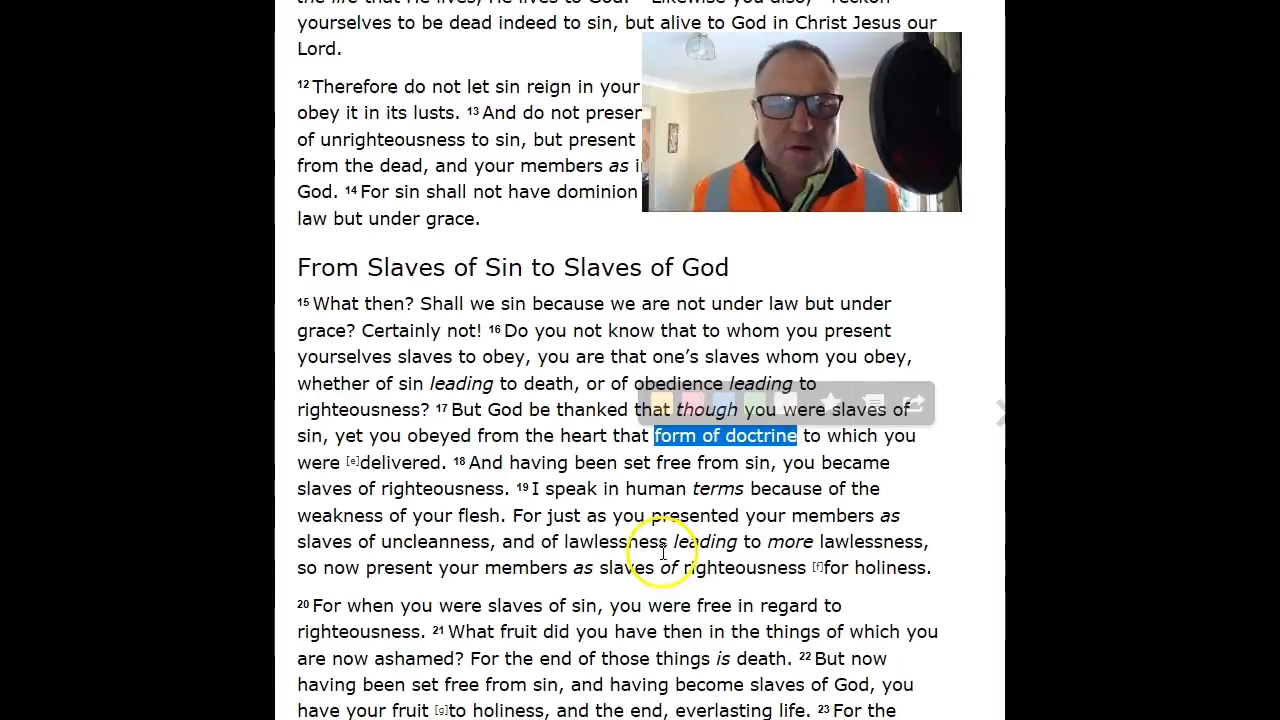 the life that He lives, He lives to God. Likewise you also, reckon
yourselves to be dead indeed to sin, but alive to God in Christ Jesus our
Lord.
12 Therefore do not let sin reign in your
obey it in its lusts. 13 And do not presen
of unrighteousness to sin, but present
from the dead, and your members as i
God. 14 For sin shall not have dominion
law but under grace.
From Slaves of Sin to Slaves of God
15 What then? Shall we sin because we are not under law but under
grace? Certainly not! 16 Do you not know that to whom you present
yourselves slaves to obey, you are that one’s slaves whom you obey,
whether of sin leading to death, or of obedience leading to
righteousness? 17 But God be thanked that though you were slaves of
sin, yet you obeyed from the heart that form of doctrine to which you
were [e]delivered. 18 And having been set free from sin, you became
slaves of righteousness. 19 I speak in human terms because of the
weakness of your flesh. For just as you presented your members as
slaves of uncleanness, and of lawlessness leading to more lawlessness,
so now present your members as slaves of righteousness [f]for holiness.
20 For when you were slaves of sin, you were free in regard to
righteousness. 21 What fruit did you have then in the things of which you
are now ashamed? For the end of those things is death. 22 But now
having been set free from sin, and having become slaves of God, you
have your fruit [g]to holiness, and the end, everlasting life. 23 For the